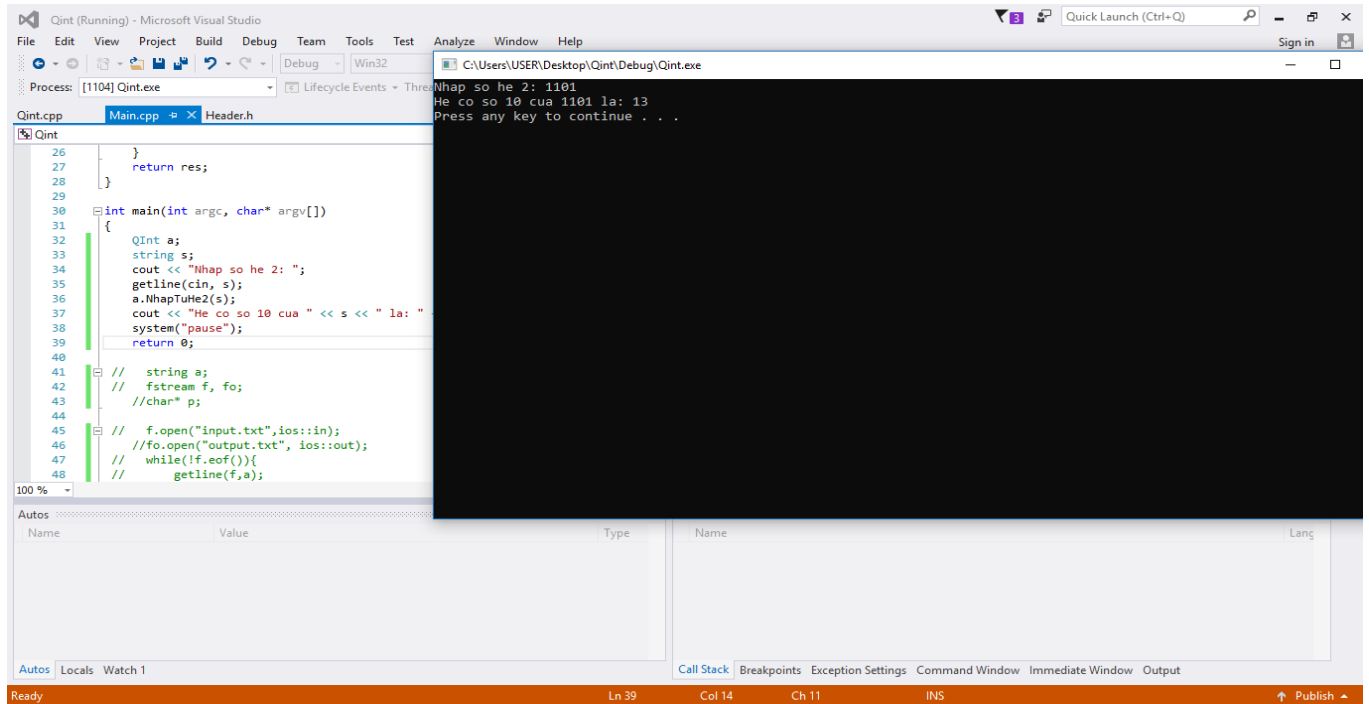 Qint (Running) - Microsoft Visual Studio
3
Quick Launch (Ctrl+Q)
File Edit View Project Build Debug Team Tools Test Analyze Window Help
Sign in
Debug Win32
Process: [1104] Qint.exe Lifecycle Events Threa
Qint.cpp Main.cpp Header.h
Qint
26 }
27 return res;
28 }
29
30 int main(int argc, char* argv[])
31 {
32 QInt a;
33 string s;
34 cout << "Nhap so he 2: ";
35 getline(cin, s);
36 a.NhapTuHe2(s);
37 cout << "He co so 10 cua " << s << " la: "
38 system("pause");
39 return 0;
40
41 // string a;
42 // fstream f, fo;
43 //char* p;
44
45 // f.open("input.txt",ios::in);
46 //fo.open("output.txt", ios::out);
47 // while(!f.eof()){
48 // getline(f,a);
100 %
C:\Users\USER\Desktop\Qint\Debug\Qint.exe
Nhap so he 2: 1101
He co so 10 cua 1101 la: 13
Press any key to continue . . .
Autos
Name Value Type
Name Lang
Autos Locals Watch 1
Call Stack Breakpoints Exception Settings Command Window Immediate Window Output
Ready Ln 39 Col 14 Ch 11 INS Publish